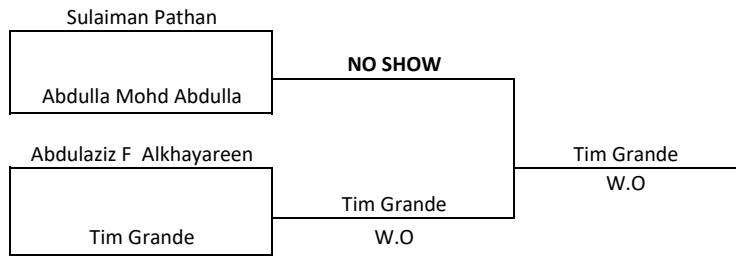 Sulaiman Pathan
NO SHOW
Abdulla Mohd Abdulla
Abdulaziz F Alkhayareen
Tim Grande
W.O
Tim Grande
W.O
Tim Grande